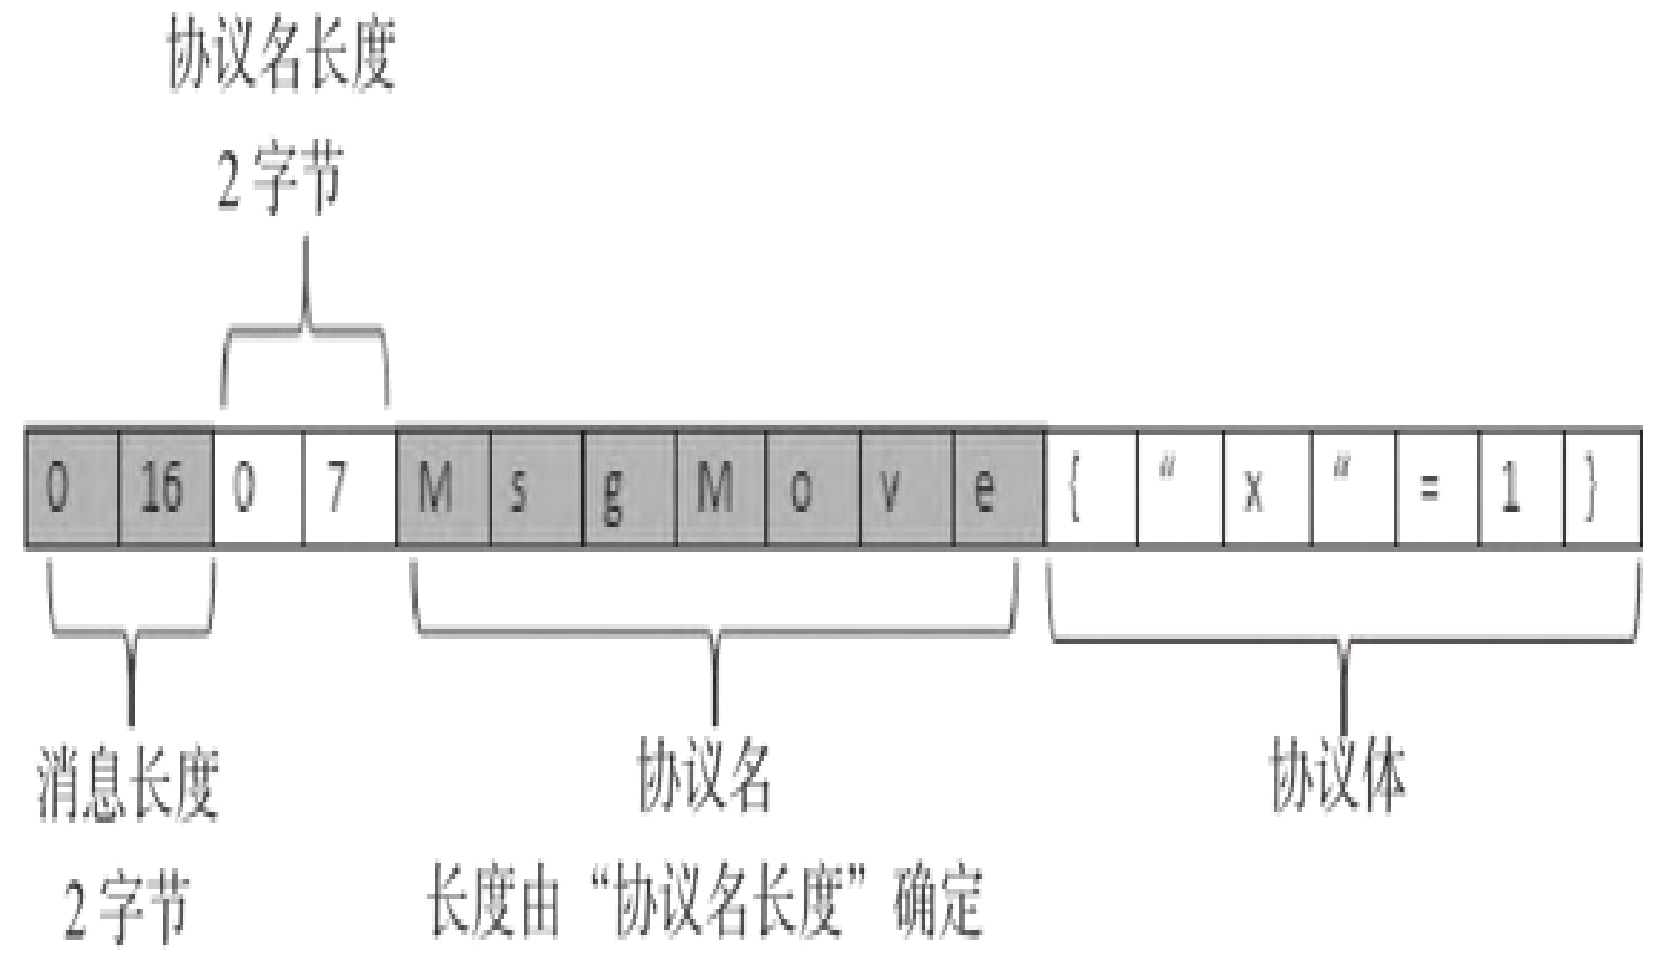 协议名长度
2字节
0 16 0 7 M s g M o v e { “ x “ = 1 }
消息长度
2字节
协议名
长度由“协议名长度”确定
协议体